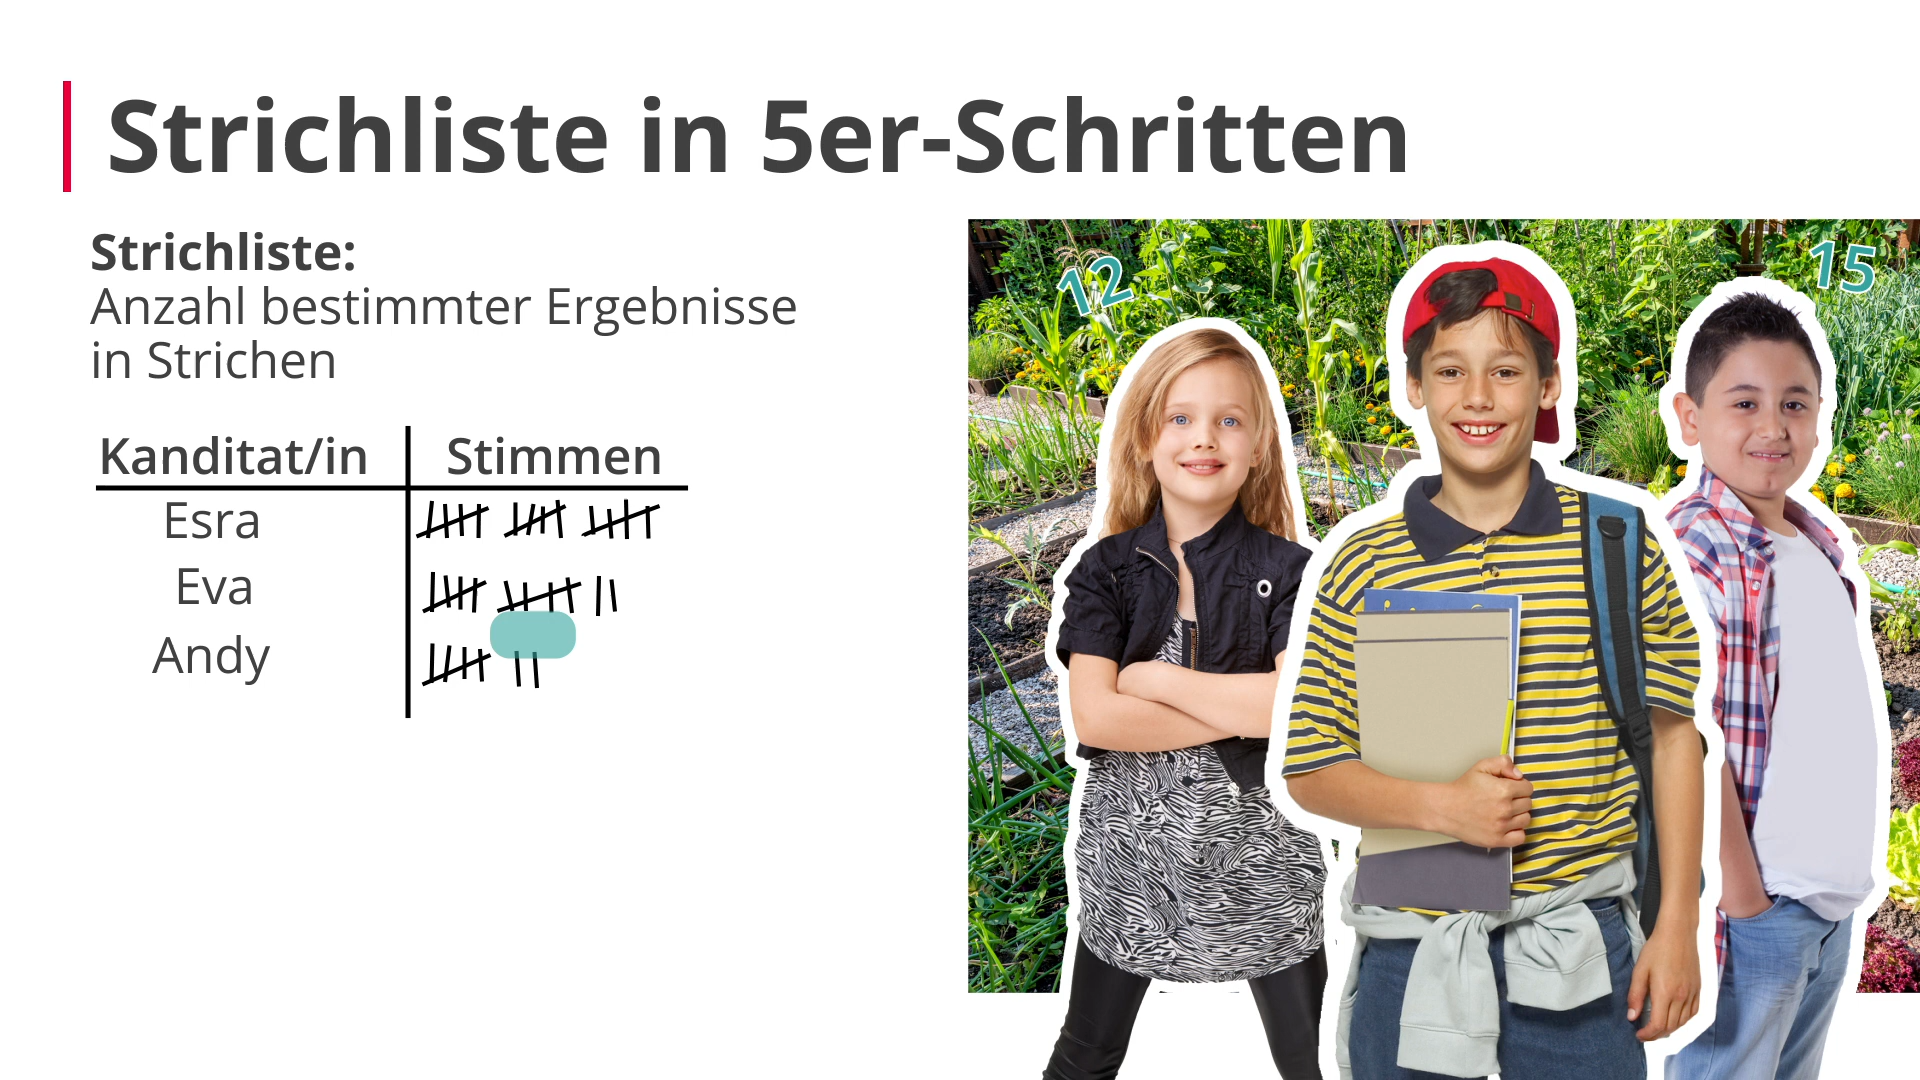 Strichliste in 5er-Schritten
Strichliste:
Anzahl bestimmter Ergebnisse
in Strichen
Kanditat/in Stimmen
Esra
Eva
Andy
12
15